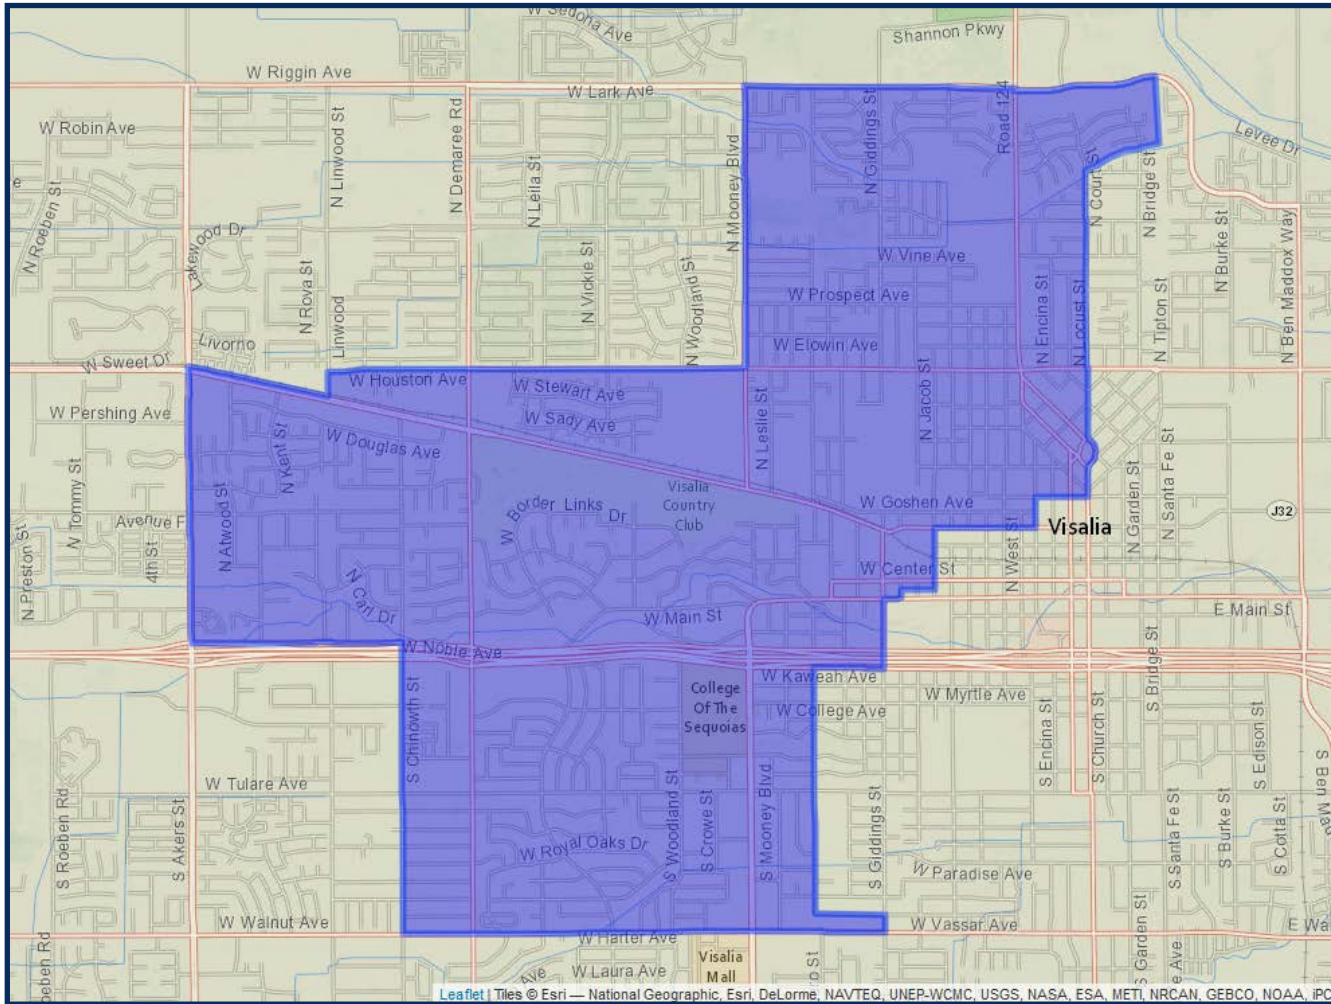 W Sedona Ave
Shannon Pkwy
W Riggin Ave
W Lark Ave
W Robin Ave
N Linwood St
N Demaree Rd
N Leila St
N Mooney Blvd
N Giddings St
Road 124
N Court St
N Bridge St
Levee Dr
N Roeben St
Lakewood Dr
N Rova St
Linwood
N Vickie St
N Woodland St
W Vine Ave
W Prospect Ave
N Encina St
N Locust St
N Tipton St
N Burke St
N Ben Maddox Way
W Elowin Ave
Livorno
W Sweet Dr
W Houston Ave
W Stewart Ave
W Pershing Ave
W Sady Ave
W Douglas Ave
N Kent St
N Leslie St
N Jacob St
N Tommy St
Avenue F
4th St
N Preston St
N Atwood St
W Border Links Dr
Visalia
Country
Club
W Goshen Ave
N West St
Visalia
N Garden St
N Santa Fe St
J32
N Carl Dr
W Center St
W Main St
E Main St
W Noble Ave
W Kaweah Ave
W Myrtle Ave
W College Ave
College
Of The
Sequoias
S Chinowth St
S Encina St
S Church St
S Bridge St
S Edison St
W Tulare Ave
S Roeben Rd
S Akers St
W Royal Oaks Dr
S Woodland St
S Crowe St
S Mooney Blvd
S Giddings St
W Paradise Ave
S Santa Fe St
S Burke St
S Cotta St
S Ben Mad
W Walnut Ave
W Harter Ave
W Vassar Ave
E Wa
S Garden St
W Laura Ave
Visalia
Mall
oeben Rd
Ave
Leaflet | Tiles © Esri — National Geographic, Esri, DeLorme, NAVTEQ, UNEP-WCMC, USGS, NASA, ESA, METI, NRCAN, GEBCO, NOAA, iPC